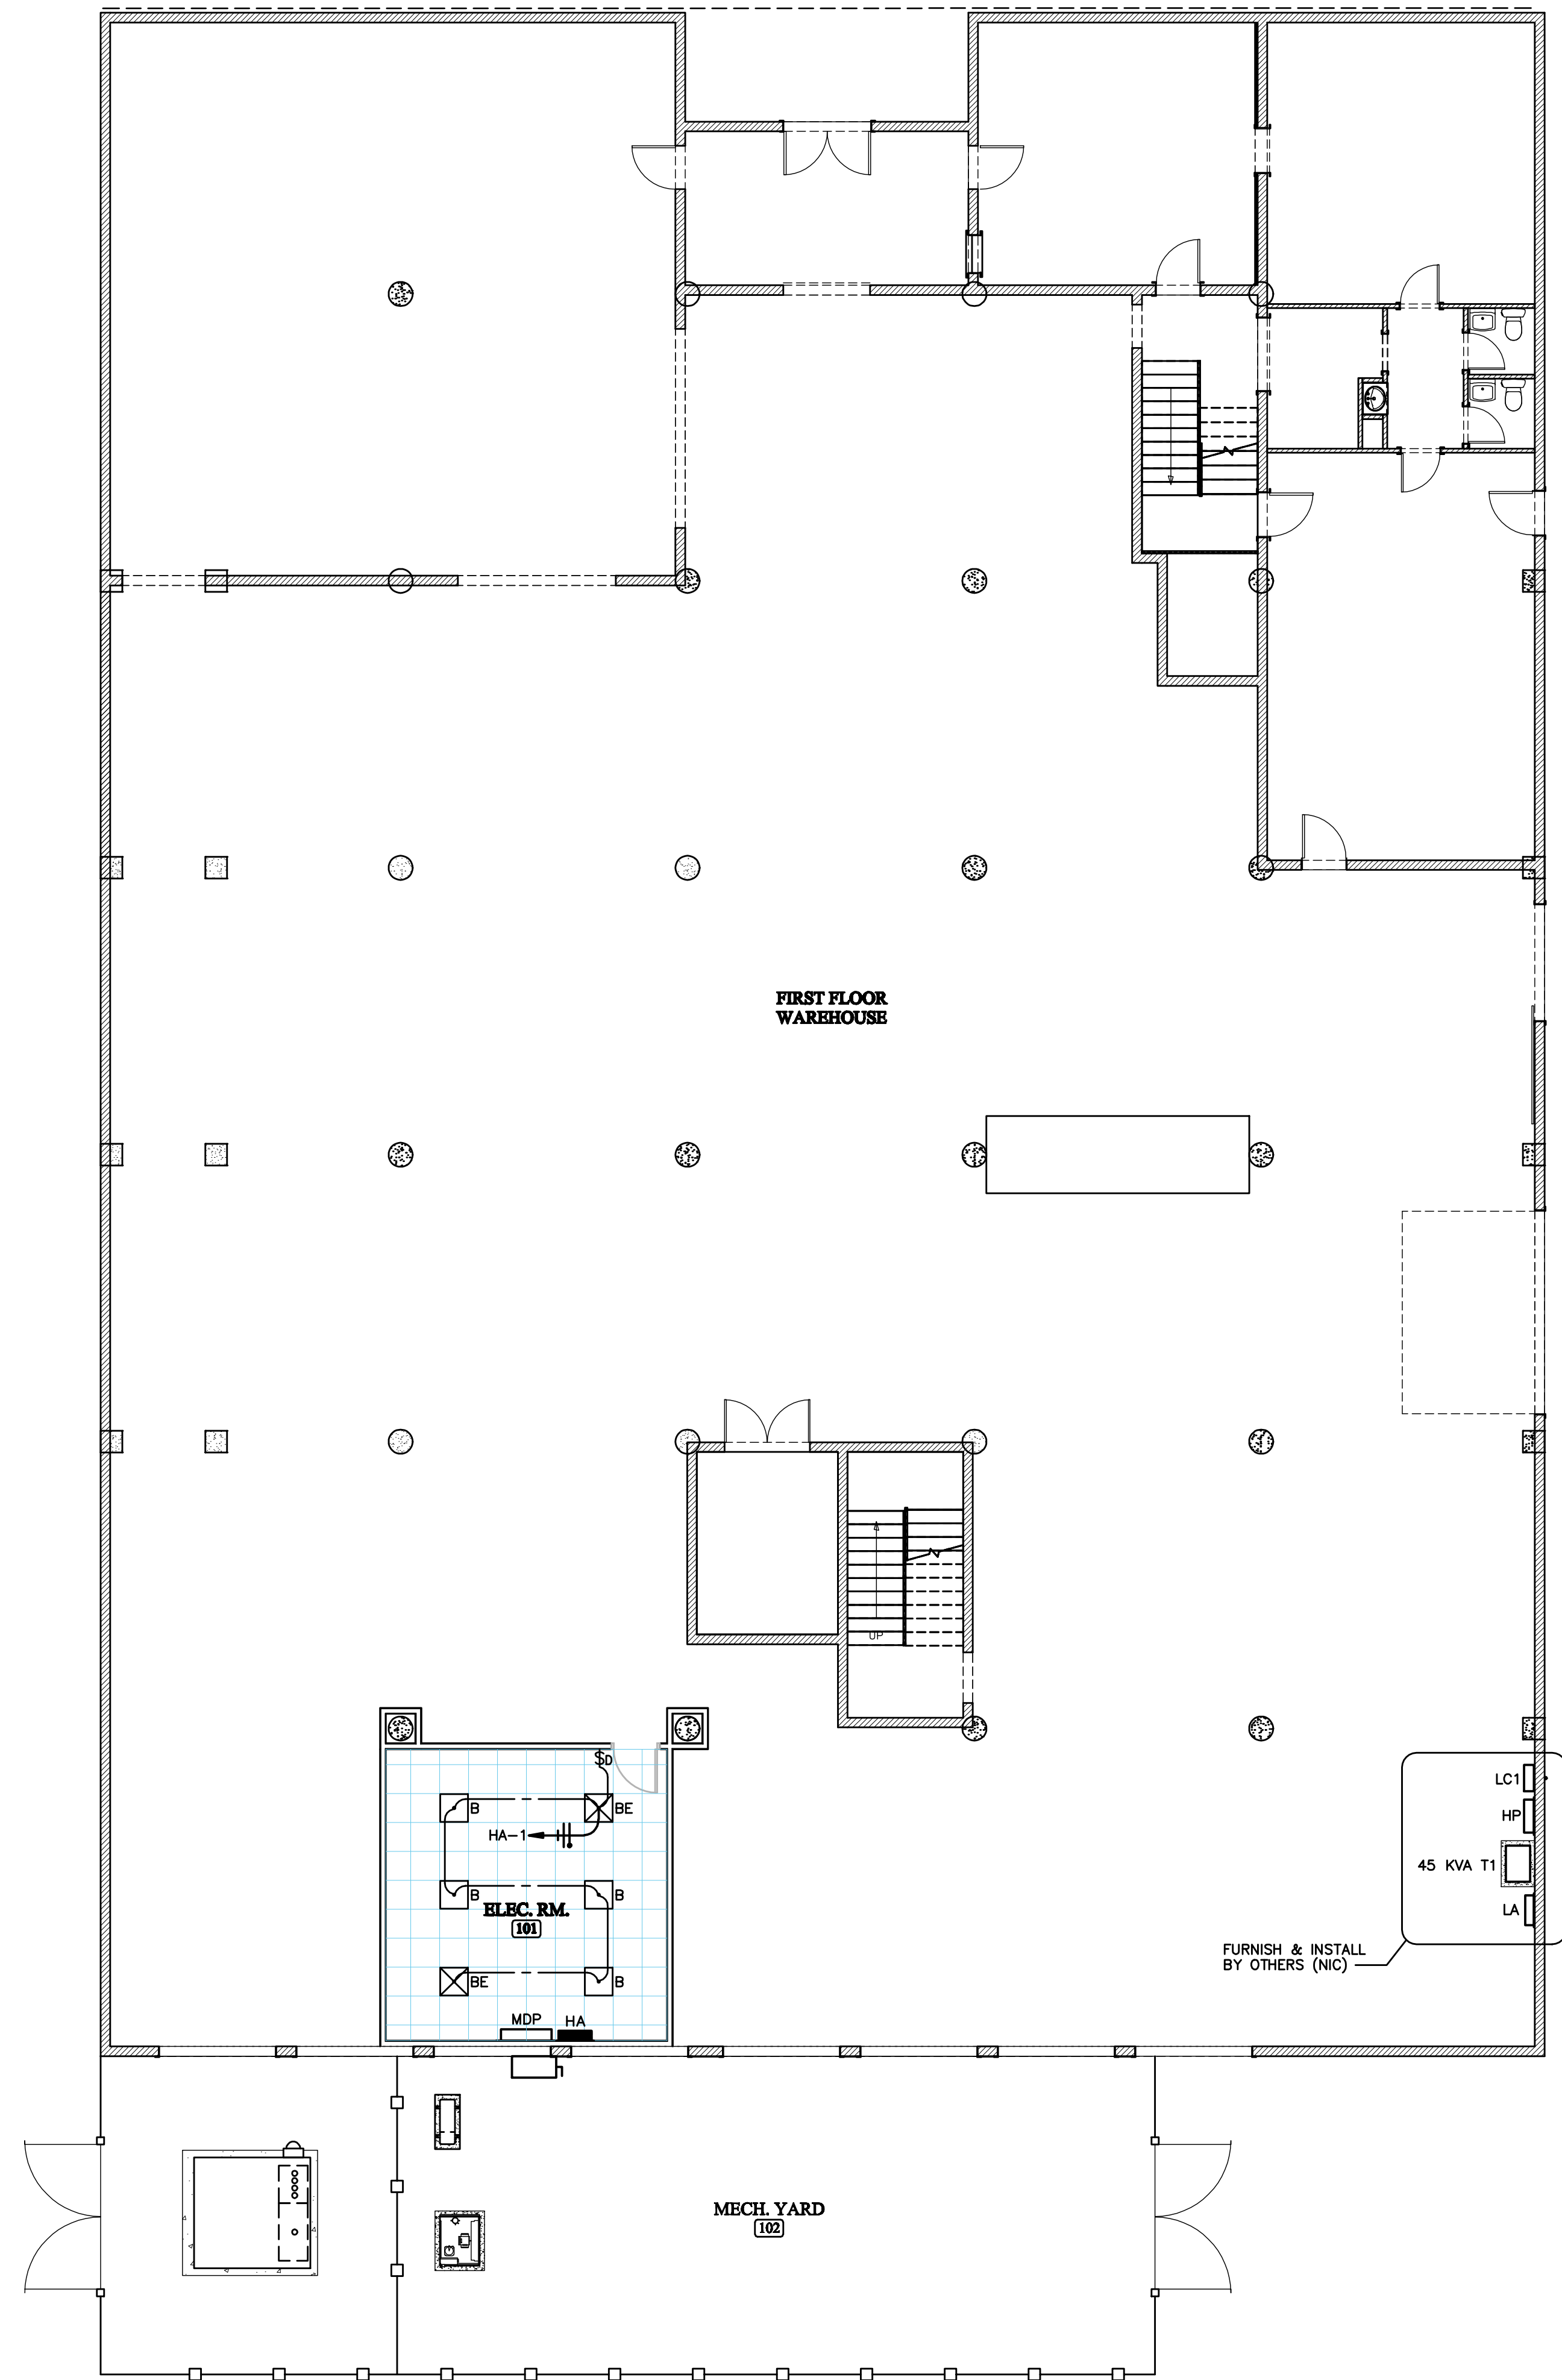 FIRST FLOOR
WAREHOUSE
UP
$D
B
BE
HA-1
B
B
ELEC. RM.
101
BE
B
MDP
HA
LC1
HP
45 KVA T1
LA
FURNISH & INSTALL
BY OTHERS (NIC)
MECH. YARD
102